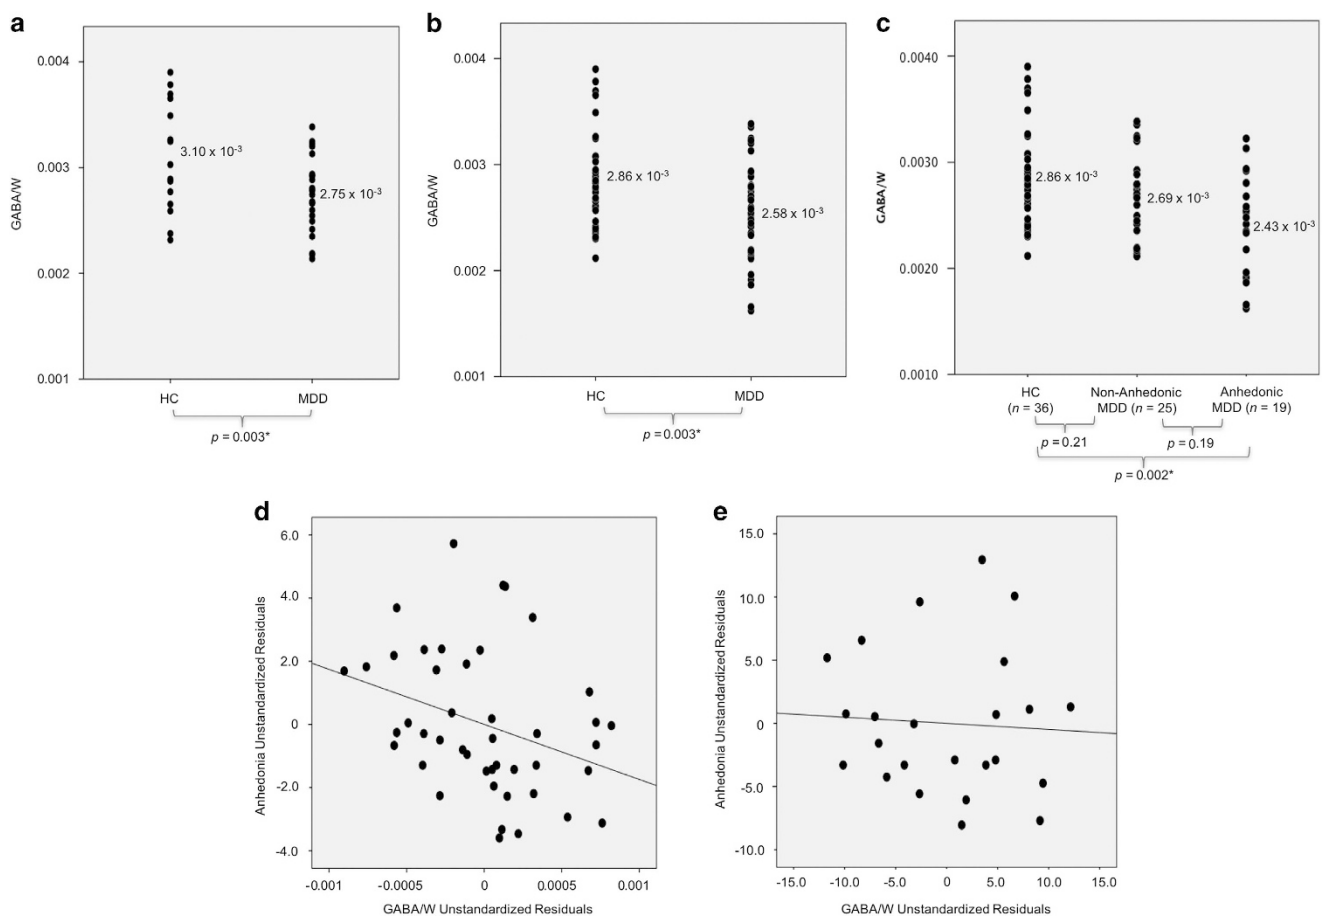 a
GABA/W
0.004
0.003
0.002
0.001
3.10 x 10-3
2.75 x 10-3
HC MDD
p = 0.003*
b
GABA/W
0.004
0.003
0.002
0.001
2.86 x 10-3
2.58 x 10-3
HC MDD
p = 0.003*
c
GABA/W
0.0040
0.0030
0.0020
0.0010
2.86 x 10-3
2.69 x 10-3
2.43 x 10-3
HC Non-Anhedonic Anhedonic
(n = 36) MDD (n = 25) MDD (n = 19)
p = 0.21 p = 0.19
p = 0.002*
d
Anhedonia Unstandardized Residuals
6.0
4.0
2.0
0
-2.0
-4.0
-0.001 -0.0005 0 0.0005 0.001
GABA/W Unstandardized Residuals
e
Anhedonia Unstandardized Residuals
15.0
10.0
5.0
0
-5.0
-10.0
-15.0 -10.0 -5.0 0 5.0 10.0 15.0
GABA/W Unstandardized Residuals